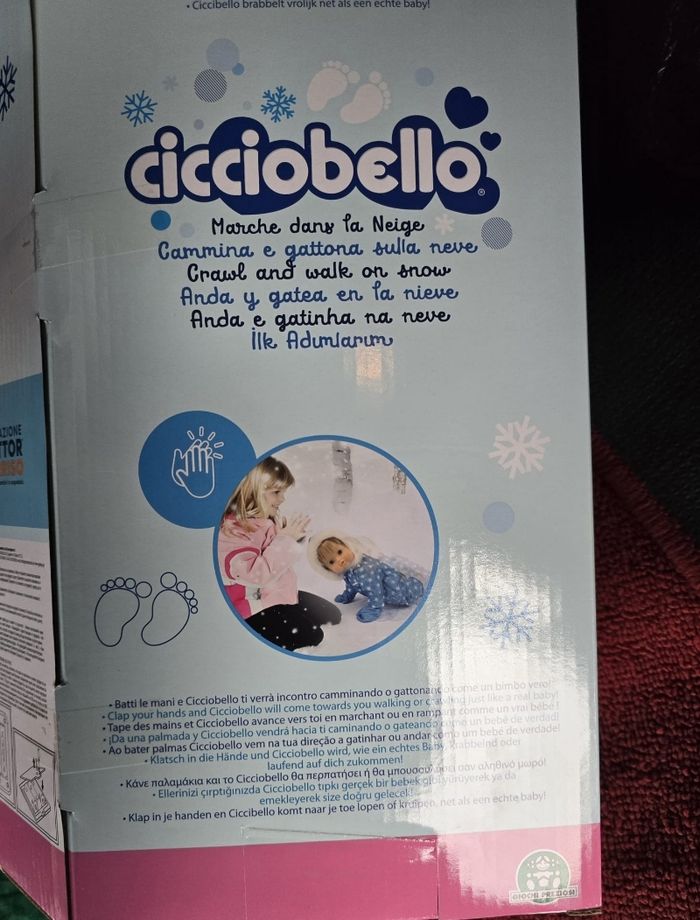 • Ciccibello brabbelt vrolijk net als een echte baby!
cicciobello®
Marche dans la Neige
Cammina e gattona sulla neve
Crawl and walk on snow
Anda y gatea en la nieve
Anda e gatinha na neve
İlk Adımlarım
AZIONE
TTOR
• Batti le mani e Cicciobello ti verrà incontro camminando o gattonando come un bimbo vero!
• Clap your hands and Cicciobello will come towards you walking or crawling just like a real baby!
• Tape des mains et Cicciobello avance vers toi en marchant ou en rampant comme un vrai bébé !
• ¡Da una palmada y Cicciobello vendrá hacia ti caminando o gateando como un bebé de verdad!
• Ao bater palmas Cicciobello vem na tua direção a gatinhar ou andar como um bebé de verdade!
• Klatsch in die Hände und Cicciobello wird, wie ein echtes Baby, krabbelnd oder
laufend auf dich zukommen!
• Κάνε παλαμάκια και το Cicciobello θα περπατήσει ή θα μπουσουλήσει σαν αληθινό μωρό!
• Ellerinizi çırptığınızda Cicciobello tıpkı gerçek bir bebek gibi yürüyerek ya da
emekleyerek size doğru gelecek!
• Klap in je handen en Ciccibello komt naar je toe lopen of kruipen, net als een echte baby!
GIOCHI PREZIOSI